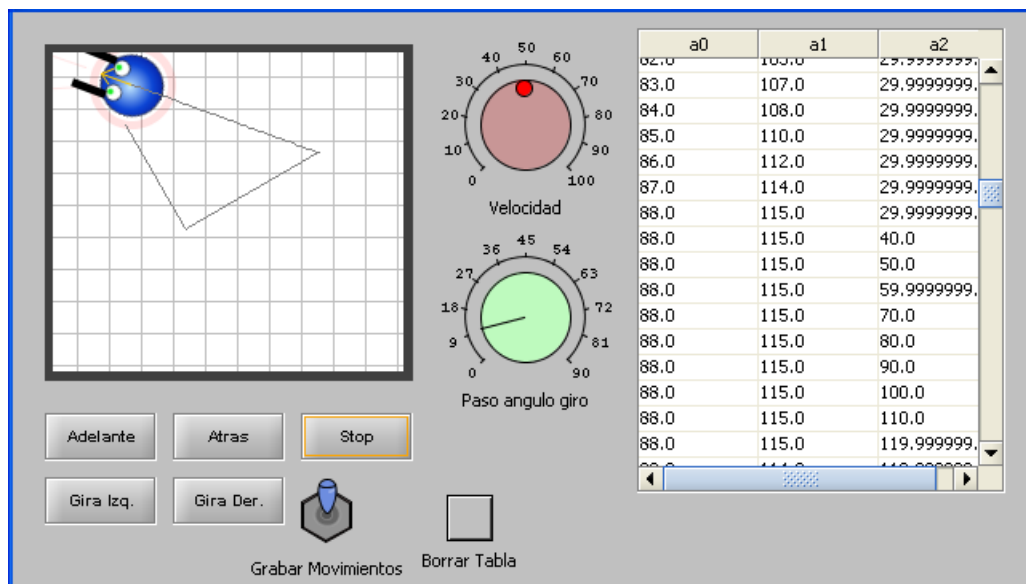 50
40 60
30 70
20 80
10 90
0 100
Velocidad
45
36 54
27 63
18 72
9 81
0 90
Paso angulo giro
Adelante Atras Stop
Gira Izq. Gira Der.
Grabar Movimientos
Borrar Tabla
a0 a1 a2
83.0 107.0 29.9999999.
84.0 108.0 29.9999999.
85.0 110.0 29.9999999.
86.0 112.0 29.9999999.
87.0 114.0 29.9999999.
88.0 115.0 29.9999999.
88.0 115.0 40.0
88.0 115.0 50.0
88.0 115.0 59.9999999.
88.0 115.0 70.0
88.0 115.0 80.0
88.0 115.0 90.0
88.0 115.0 100.0
88.0 115.0 110.0
88.0 115.0 119.999999.